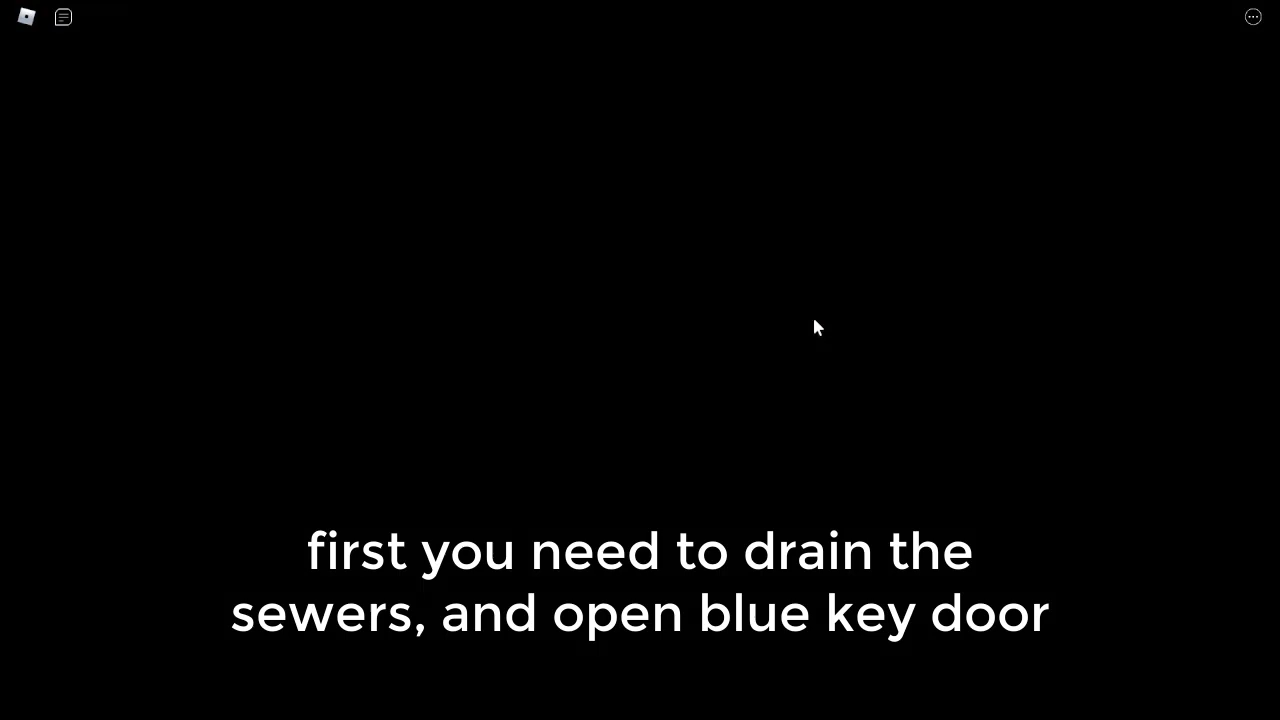 first you need to drain the
sewers, and open blue key door